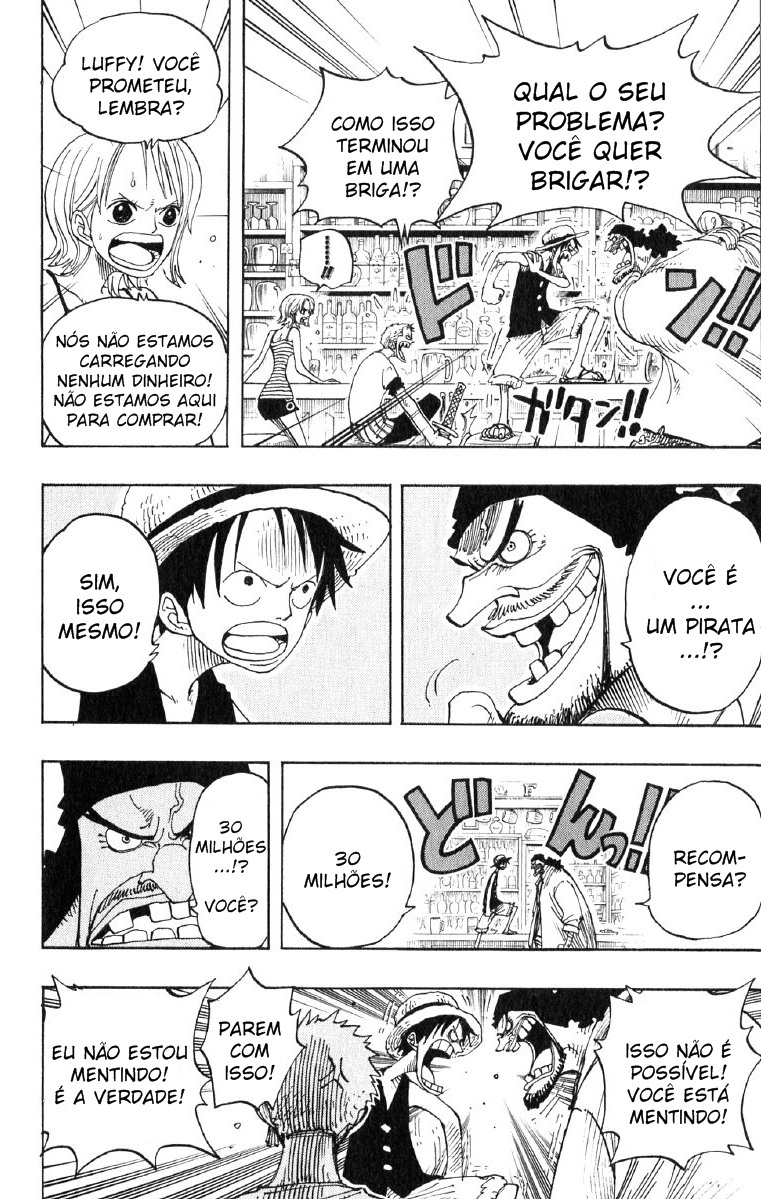 QUAL O SEU
PROBLEMA?
VOCÊ QUER
BRIGAR!?
COMO ISSO
TERMINOU
EM UMA
BRIGA!?
ドン!!
ガタン!!
………!!
LUFFY! VOCÊ
PROMETEU,
LEMBRA?
NÓS NÃO ESTAMOS
CARREGANDO
NENHUM DINHEIRO!
NÃO ESTAMOS AQUI
PARA COMPRAR!
VOCÊ É
...
UM PIRATA
...!?
SIM,
ISSO
MESMO!
RECOM-
PENSA?
どんっ!!
30
MILHÕES!
30
MILHÕES
...!?
VOCÊ?
ISSO NÃO É
POSSÍVEL!
VOCÊ ESTÁ
MENTINDO!
PAREM
COM
ISSO!
EU NÃO ESTOU
MENTINDO!
É A VERDADE!